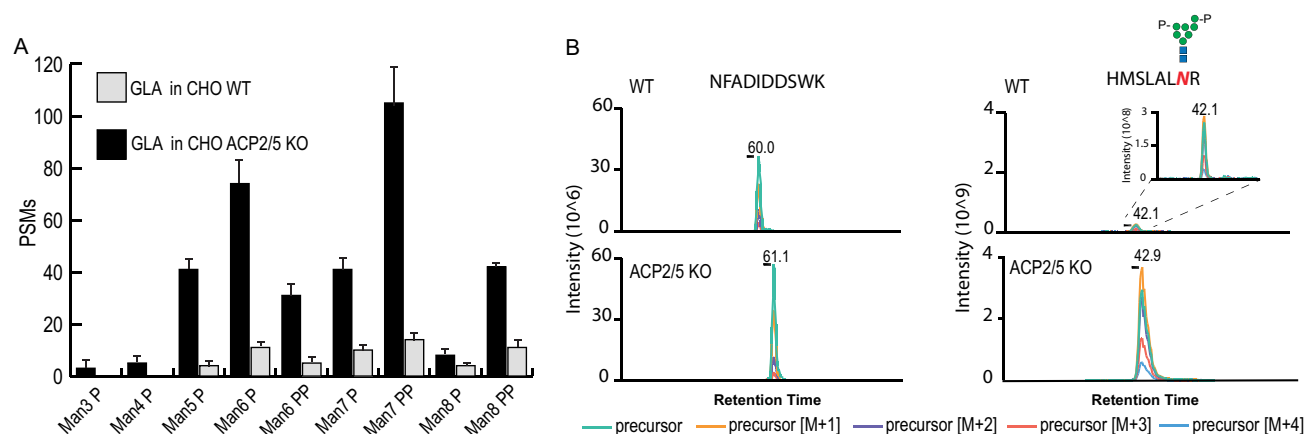 A
PSMs
120
100
80
60
40
20
0
GLA in CHO WT
GLA in CHO ACP2/5 KO
Man3 P
Man4 P
Man5 P
Man6 P
Man6 PP
Man7 P
Man7 PP
Man8 P
Man8 PP
B
WT
NFADIDDSWK
Intensity (10^6)
60
30
0
60.0
ACP2/5 KO
60
30
0
61.1
Retention Time
P- -P
WT
HMSLALNR
Intensity (10^9)
4
2
0
42.1
Intensity (10^8)
3
1.5
0
42.1
ACP2/5 KO
4
2
0
42.9
Retention Time
precursor precursor [M+1] precursor [M+2] precursor [M+3] precursor [M+4]